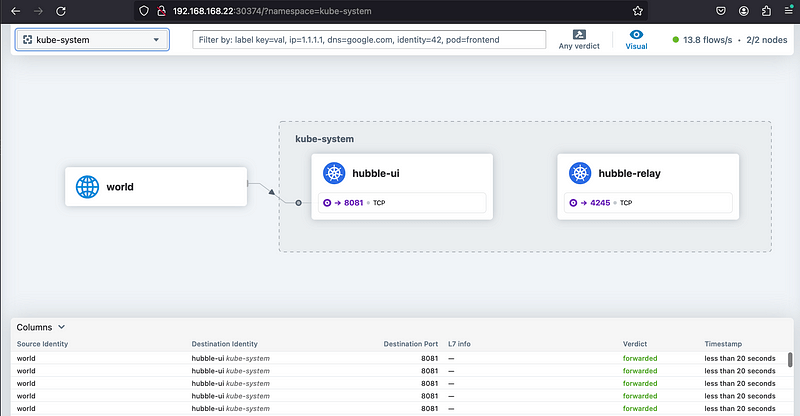 192.168.168.22:30374/?namespace=kube-system
kube-system
Filter by: label key=val, ip=1.1.1.1, dns=google.com, identity=42, pod=frontend
Any verdict
Visual
13.8 flows/s • 2/2 nodes
kube-system
world
hubble-ui
→ 8081 TCP
hubble-relay
→ 4245 TCP
Columns
Source Identity Destination Identity Destination Port L7 info Verdict Timestamp
world hubble-ui kube-system 8081 — forwarded less than 20 seconds
world hubble-ui kube-system 8081 — forwarded less than 20 seconds
world hubble-ui kube-system 8081 — forwarded less than 20 seconds
world hubble-ui kube-system 8081 — forwarded less than 20 seconds
world hubble-ui kube-system 8081 — forwarded less than 20 seconds